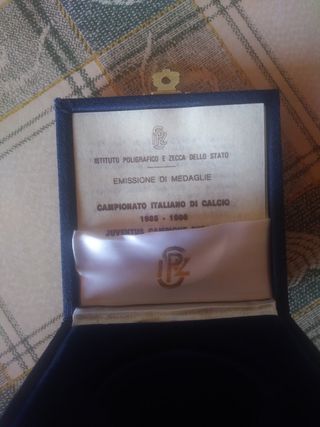 ISTITUTO POLIGRAFICO E ZECCA DELLO STATO
EMISSIONE DI MEDAGLIE
CAMPIONATO ITALIANO DI CALCIO
1985 - 1986
JUVENTUS CAMPIONE